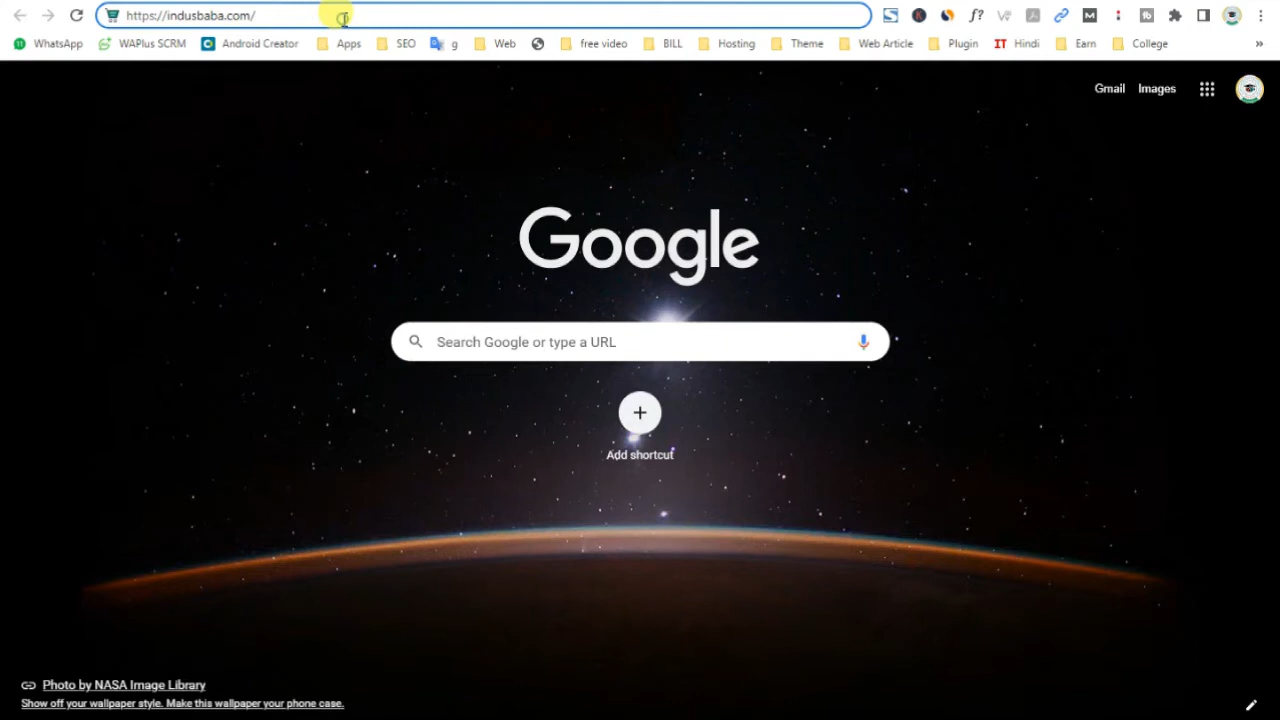 https://indusbaba.com/
WhatsApp WAPlus SCRM Android Creator Apps SEO g Web free video BILL Hosting Theme Web Article Plugin IT Hindi Earn College »
Gmail Images
Google
Search Google or type a URL
Add shortcut
Photo by NASA Image Library
Show off your wallpaper style. Make this wallpaper your phone case.